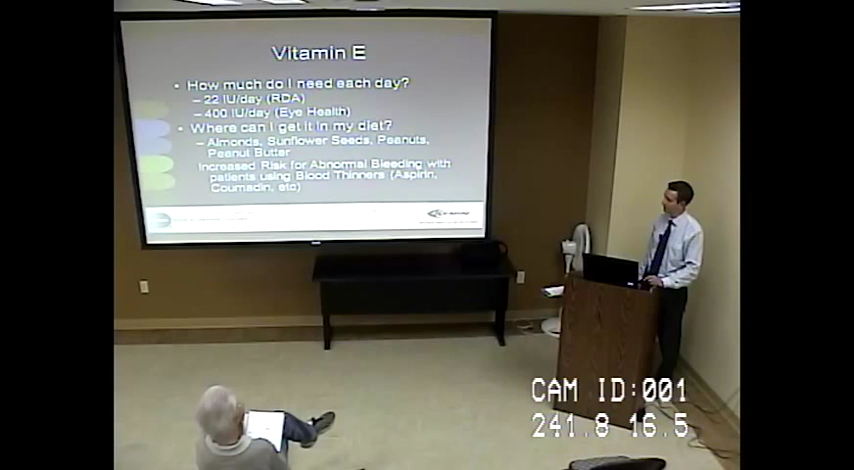 Vitamin E
• How much do I need each day?
– 22 IU/day (RDA)
– 400 IU/day (Eye Health)
• Where can I get it in my diet?
– Almonds, Sunflower Seeds, Peanuts,
Peanut Butter
Increased Risk for Abnormal Bleeding with
patients using Blood Thinners (Aspirin,
Coumadin, etc)
CAM ID:001
241.8 16.5